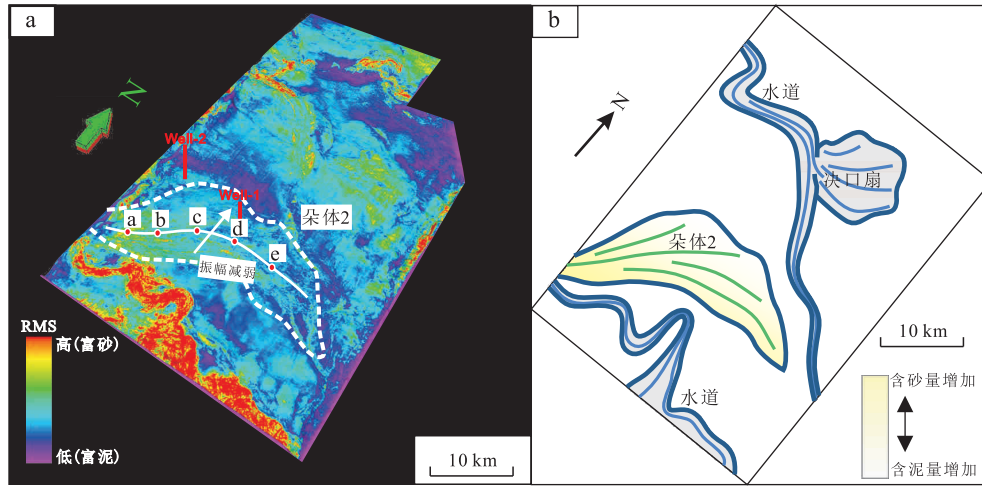 a
N
Well-2
Well-1
a
b
c
d
e
朵体2
振幅减弱
RMS
高(富砂)
低(富泥)
10 km
b
N
水道
决口扇
朵体2
10 km
水道
含砂量增加
含泥量增加